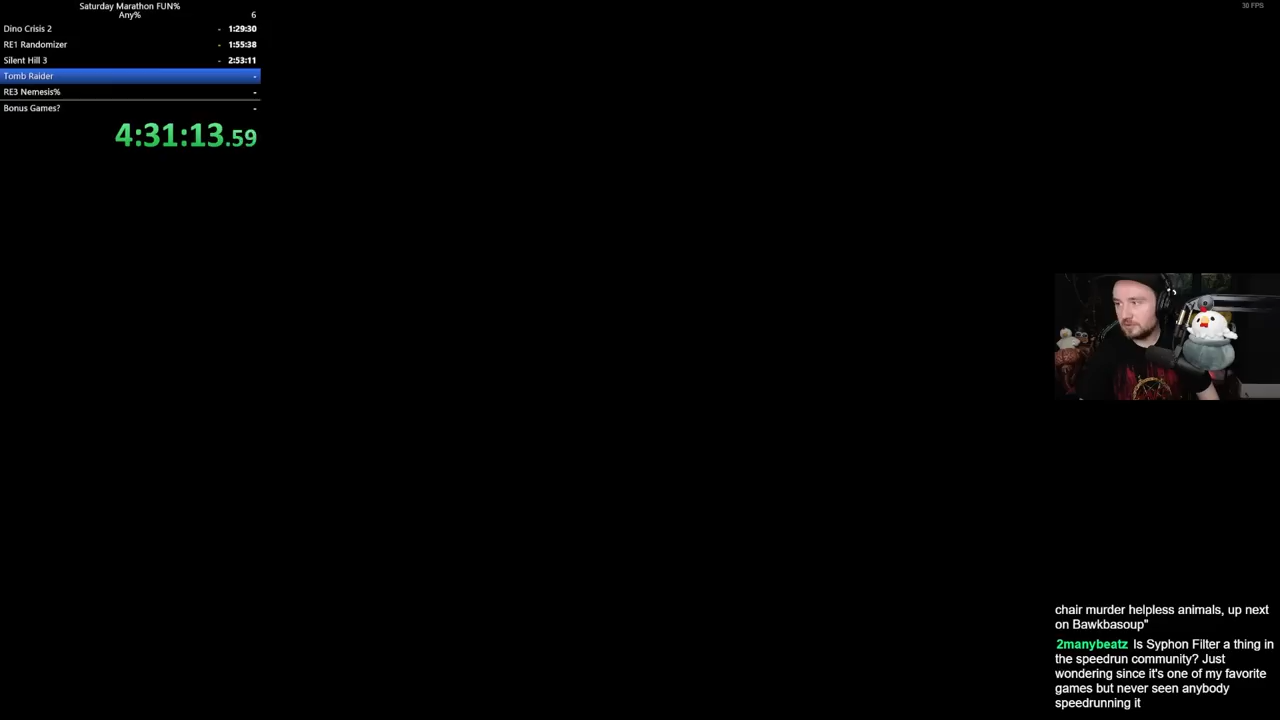 Saturday Marathon FUN%
Any% 6
30 FPS
Dino Crisis 2 - 1:29:30
RE1 Randomizer - 1:55:38
Silent Hill 3 - 2:53:11
Tomb Raider -
RE3 Nemesis% -
Bonus Games? -
4:31:13.59
chair murder helpless animals, up next
on Bawkbasoup"
2manybeatz Is Syphon Filter a thing in
the speedrun community? Just
wondering since it's one of my favorite
games but never seen anybody
speedrunning it